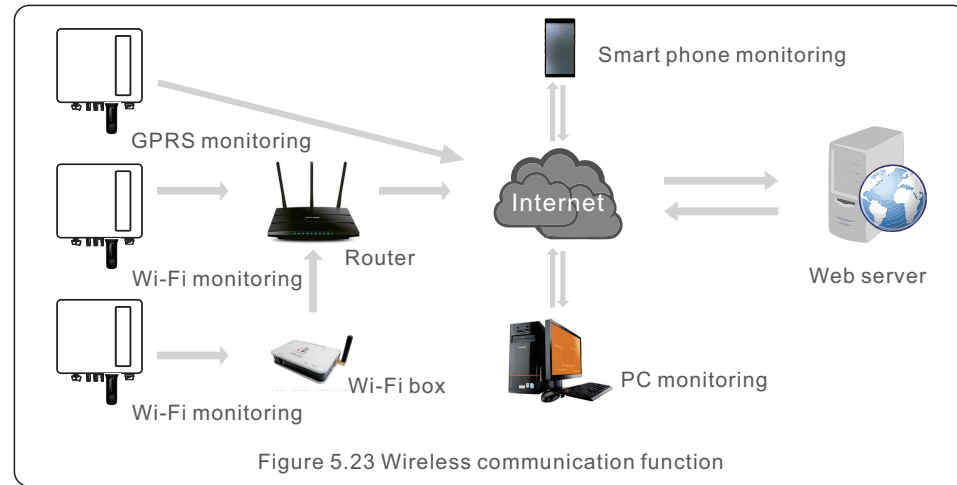 Smart phone monitoring
GPRS monitoring
Internet
Router
Wi-Fi monitoring
Web server
Wi-Fi box
PC monitoring
Wi-Fi monitoring
Figure 5.23 Wireless communication function